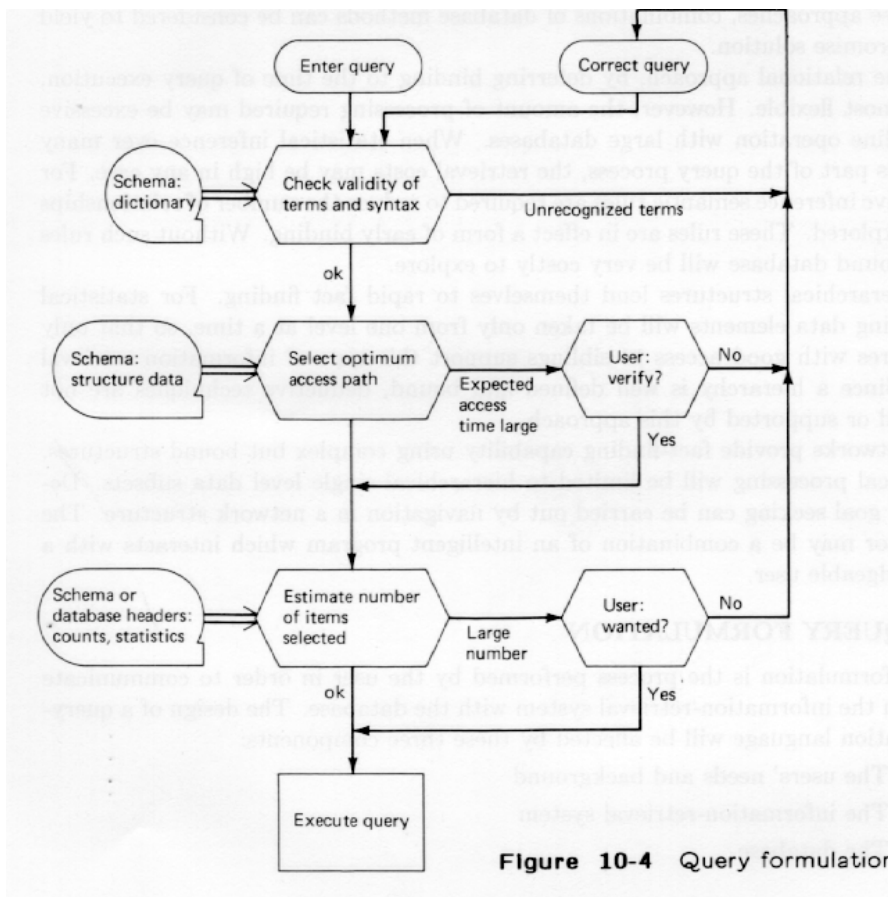 Enter query
Correct query
Schema:
dictionary
Check validity of
terms and syntax
Unrecognized terms
ok
Schema:
structure data
Select optimum
access path
Expected
access
time large
User:
verify?
No
Yes
Schema or
database headers:
counts, statistics
Estimate number
of items
selected
Large
number
User:
wanted?
No
ok
Yes
Execute query
Figure 10-4 Query formulation